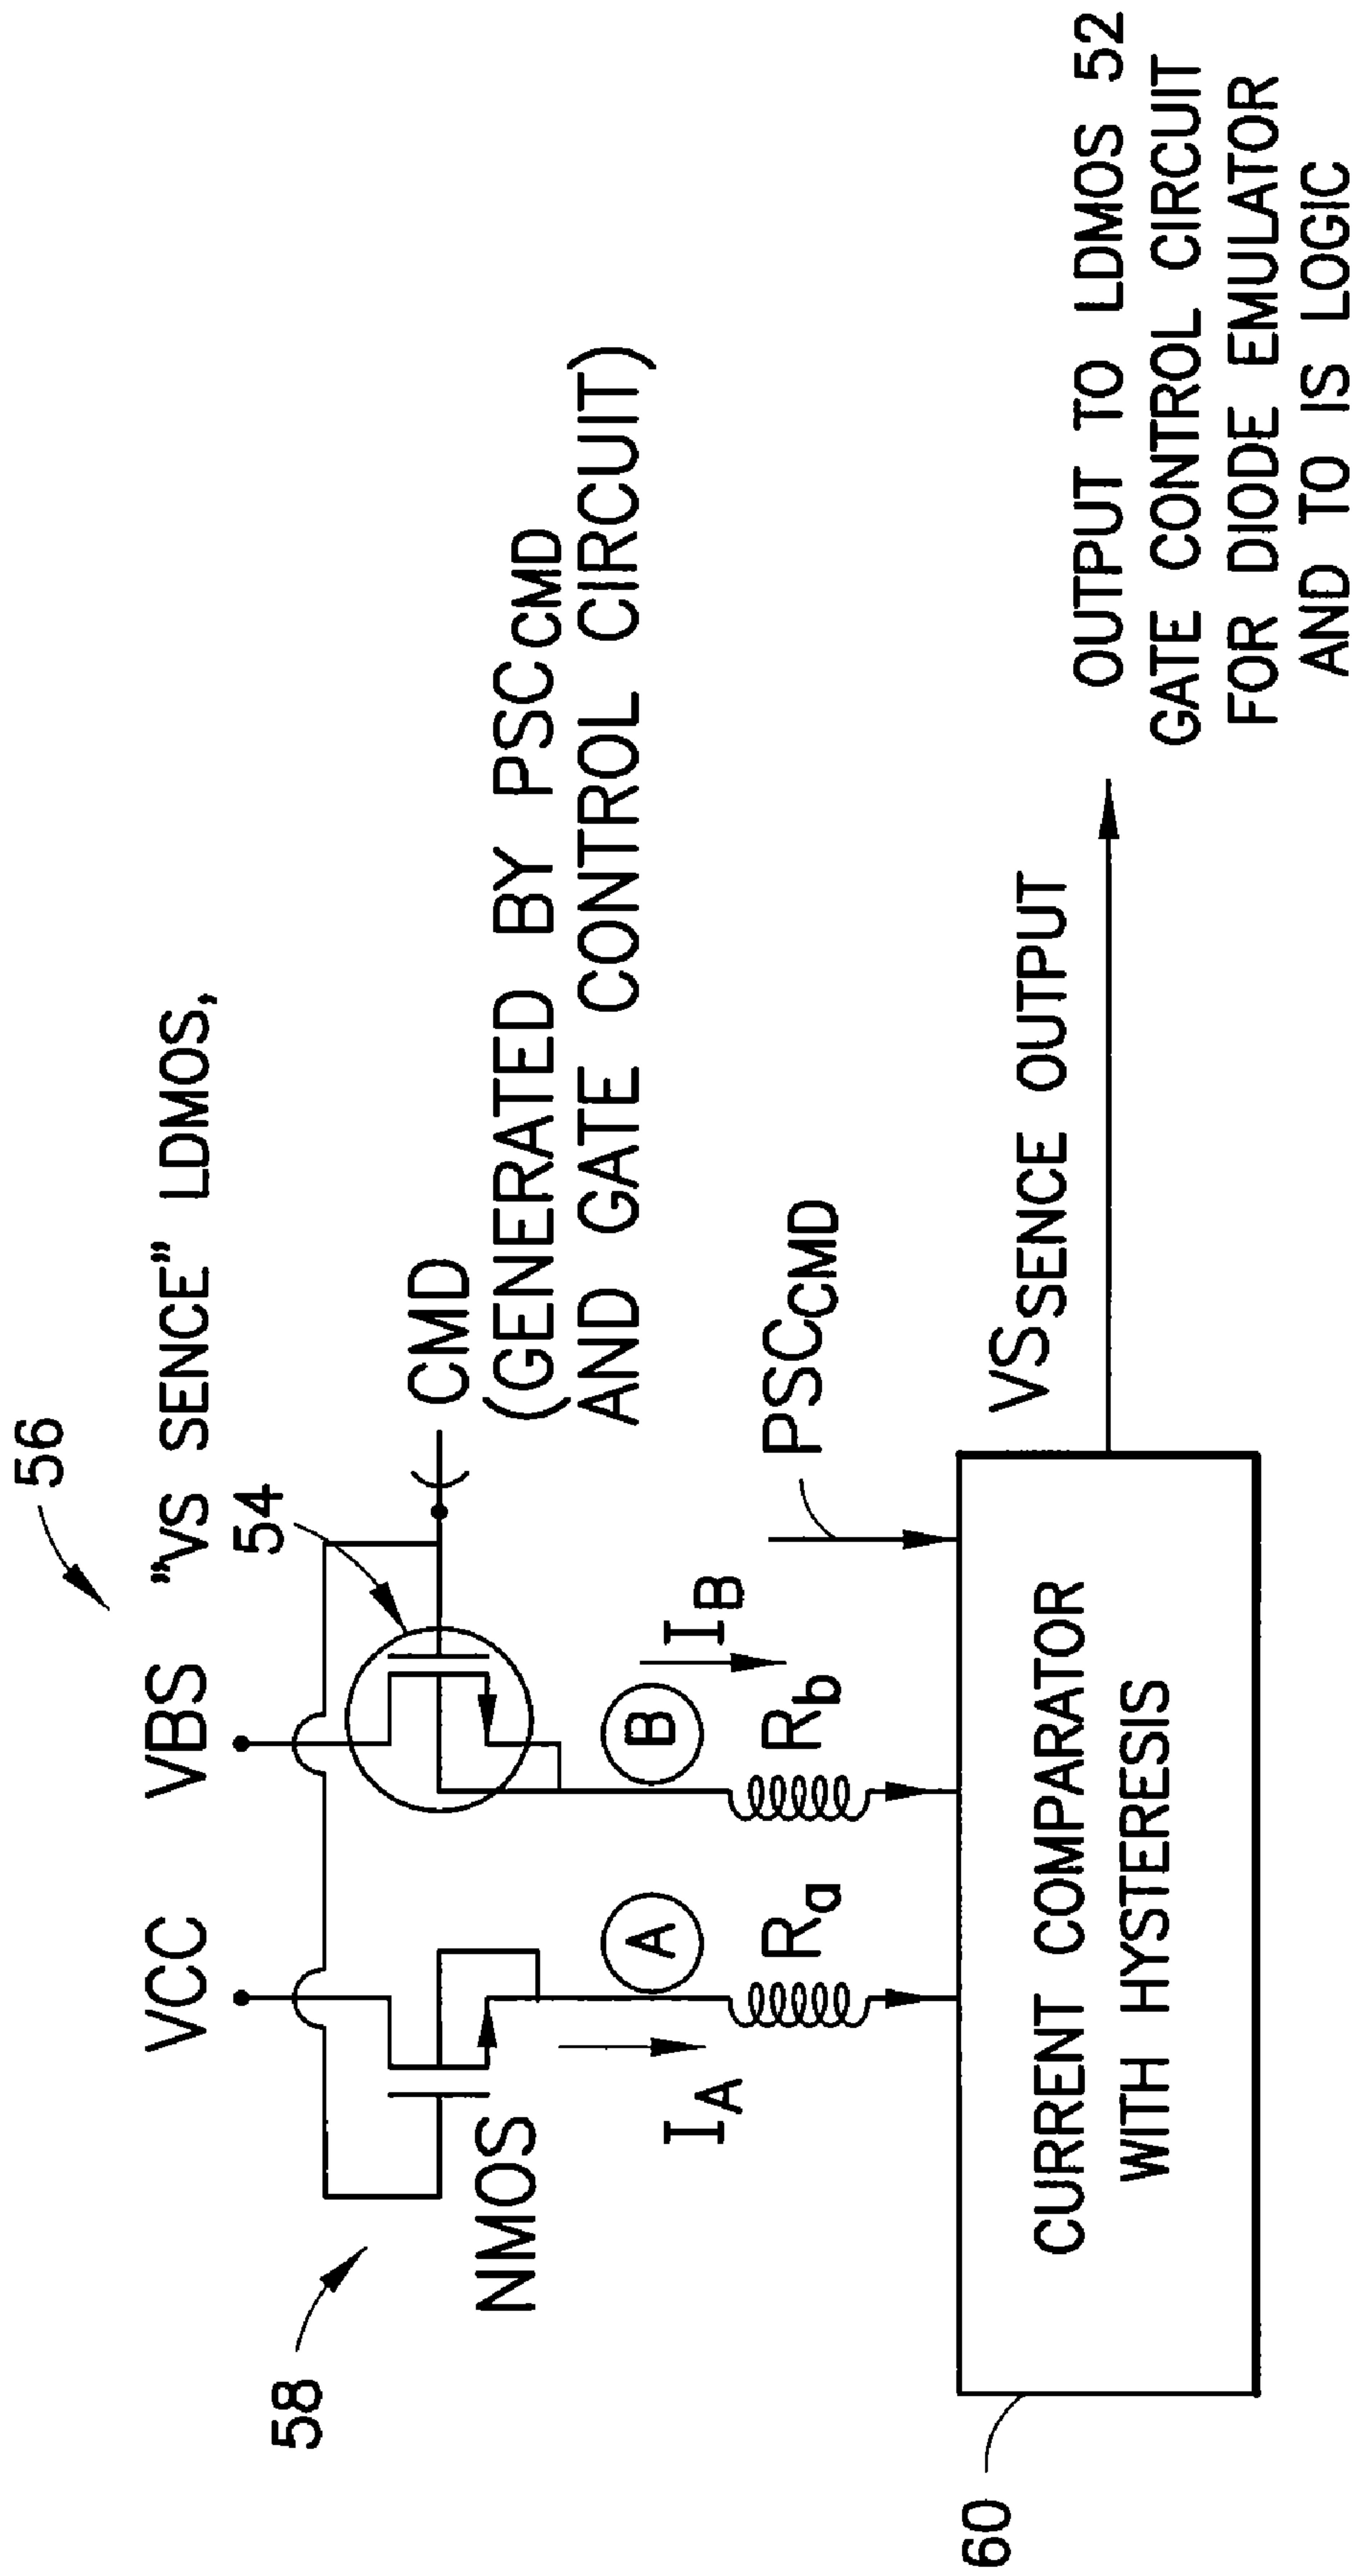 56
"VS SENCE" LDMOS,
54
VCC
VBS
58
NMOS
CMD
(GENERATED BY PSCCMD
AND GATE CONTROL CIRCUIT)
IA
A
B
IB
Ra
Rb
PSCCMD
60
CURRENT COMPARATOR
WITH HYSTERESIS
VSSENCE OUTPUT
OUTPUT TO LDMOS 52
GATE CONTROL CIRCUIT
FOR DIODE EMULATOR
AND TO IS LOGIC